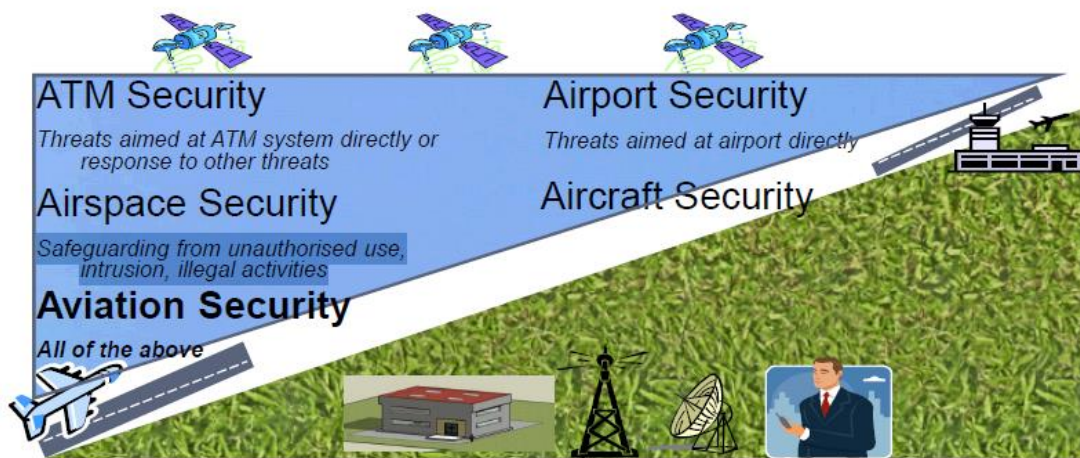 ATM Security
Threats aimed at ATM system directly or
response to other threats
Airspace Security
Safeguarding from unauthorised use,
intrusion, illegal activities
Aviation Security
All of the above
Airport Security
Threats aimed at airport directly
Aircraft Security